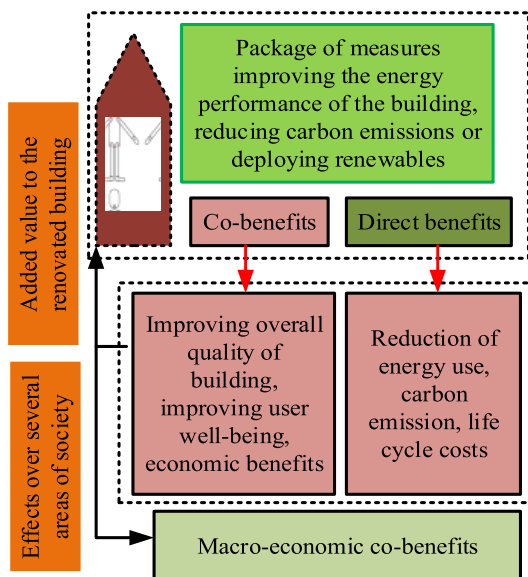 Package of measures
improving the energy
performance of the building,
reducing carbon emissions or
deploying renewables
Added value to the
renovated building
Co-benefits
Direct benefits
Improving overall
quality of
building,
improving user
well-being,
economic benefits
Reduction of
energy use,
carbon
emission, life
cycle costs
Effects over several
areas of society
Macro-economic co-benefits